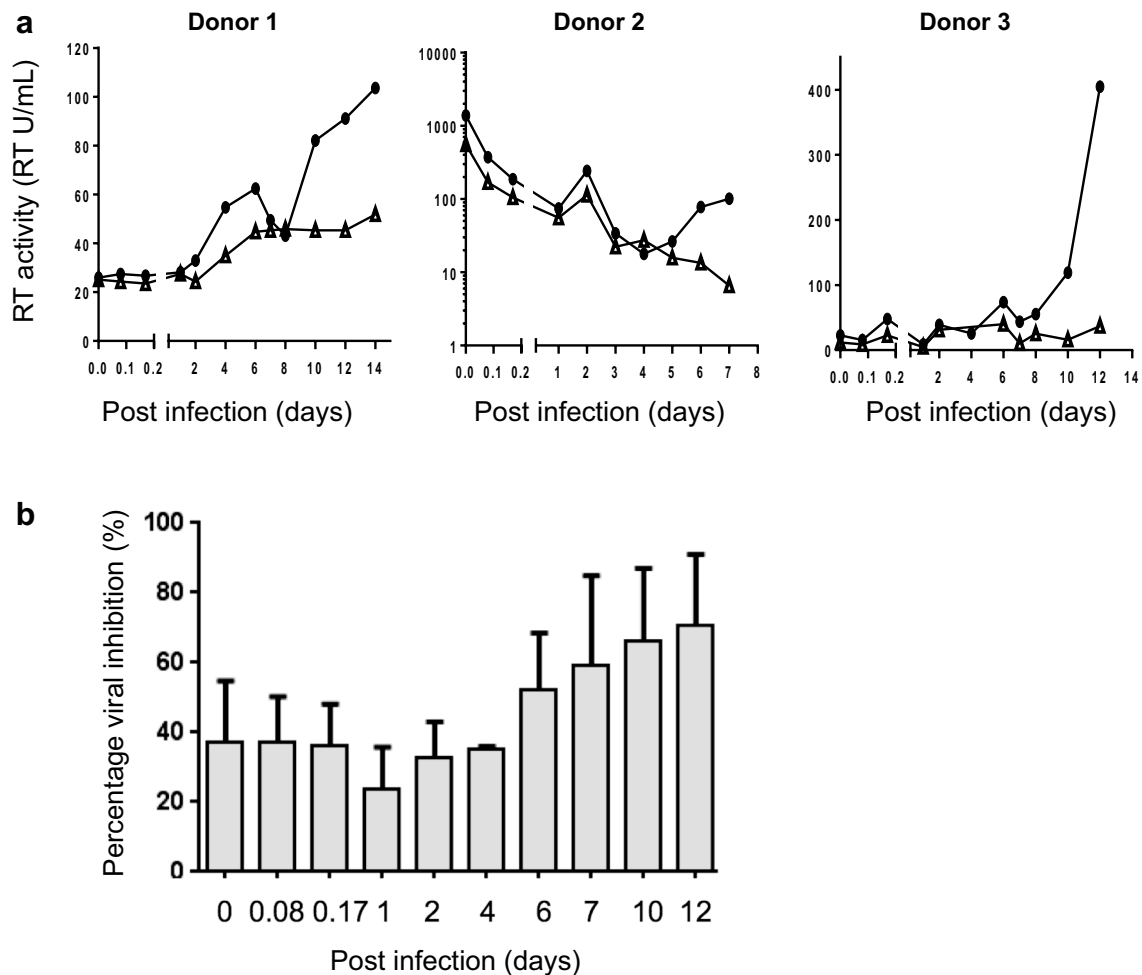 a
Donor 1 Donor 2 Donor 3
RT activity (RT U/mL)
120
100
80
60
40
20
0
0.0 0.1 0.2 2 4 6 8 10 12 14
Post infection (days)
10000
1000
100
10
1
0.0 0.1 0.2 1 2 3 4 5 6 7 8
Post infection (days)
400
300
200
100
0
0.0 0.1 0.2 2 4 6 8 10 12 14
Post infection (days)
b
Percentage viral inhibition (%)
100
80
60
40
20
0
0 0.08 0.17 1 2 4 6 7 10 12
Post infection (days)